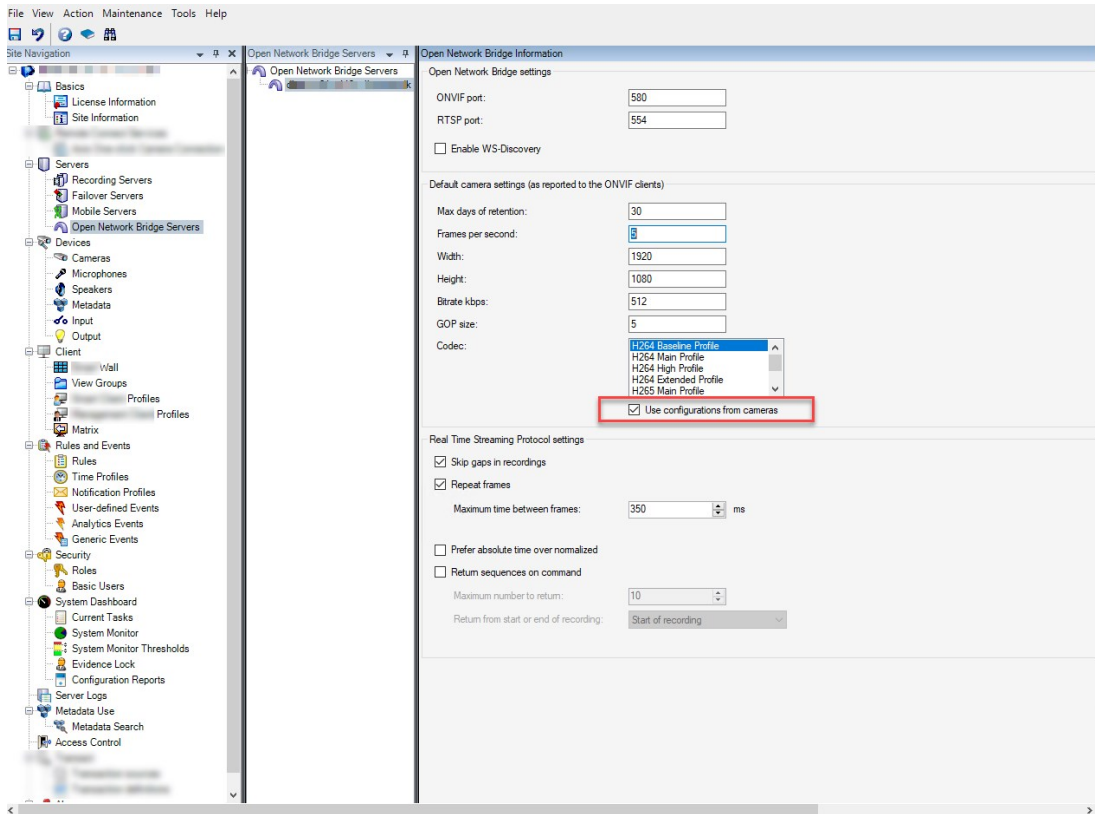 File View Action Maintenance Tools Help
Site Navigation
Basics
License Information
Site Information
Servers
Recording Servers
Failover Servers
Mobile Servers
Open Network Bridge Servers
Devices
Cameras
Microphones
Speakers
Metadata
Input
Output
Client
Wall
View Groups
Profiles
Profiles
Matrix
Rules and Events
Rules
Time Profiles
Notification Profiles
User-defined Events
Analytics Events
Generic Events
Security
Roles
Basic Users
System Dashboard
Current Tasks
System Monitor
System Monitor Thresholds
Evidence Lock
Configuration Reports
Server Logs
Metadata Use
Metadata Search
Access Control
Open Network Bridge Servers
Open Network Bridge Servers
Open Network Bridge Information
Open Network Bridge settings
ONVIF port: 580
RTSP port: 554
Enable WS-Discovery
Default camera settings (as reported to the ONVIF clients)
Max days of retention: 30
Frames per second: 5
Width: 1920
Height: 1080
Bitrate kbps: 512
GOP size: 5
Codec: H264 Baseline Profile
H264 Main Profile
H264 High Profile
H264 Extended Profile
H265 Main Profile
Use configurations from cameras
Real Time Streaming Protocol settings
Skip gaps in recordings
Repeat frames
Maximum time between frames: 350 ms
Prefer absolute time over normalized
Return sequences on command
Maximum number to return: 10
Return from start or end of recording: Start of recording